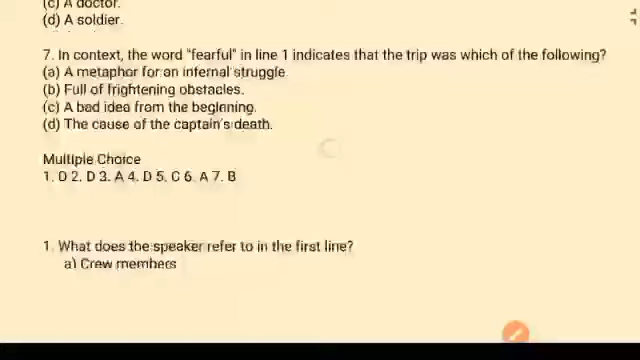 (c) A doctor.
(d) A soldier.
7. In context, the word "fearful" in line 1 indicates that the trip was which of the following?
(a) A metaphor for an infernal struggle.
(b) Full of frightening obstacles.
(c) A bad idea from the beginning.
(d) The cause of the captain's death.
Multiple Choice
1. D 2. D 3. A 4. D 5. C 6. A 7. B
1. What does the speaker refer to in the first line?
a) Crew members